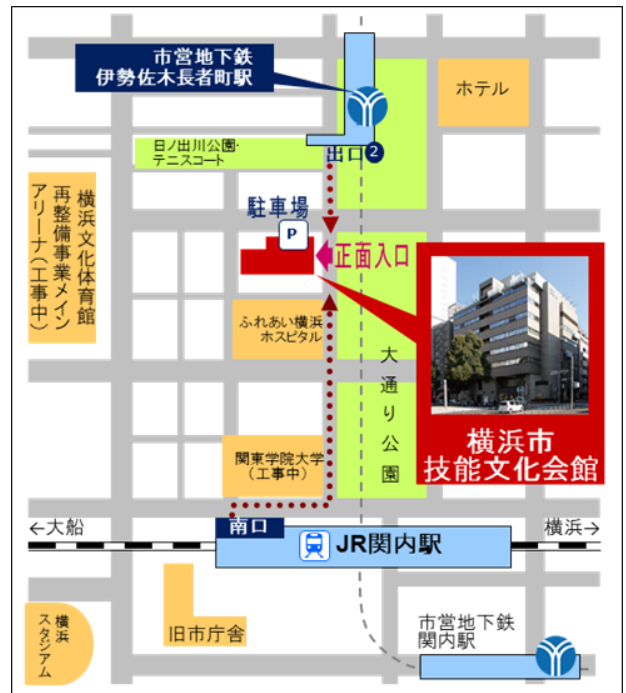 市営地下鉄
伊勢佐木長者町駅
ホテル
日ノ出川公園・
テニスコート
出口2
駐車場
P
正面入口
横浜文化体育館
再整備事業メイン
アリーナ(工事中)
ふれあい横浜
ホスピタル
大通り公園
横浜市
技能文化会館
関東学院大学
(工事中)
←大船
南口
横浜→
JR関内駅
横浜
スタジアム
旧市庁舎
市営地下鉄
関内駅